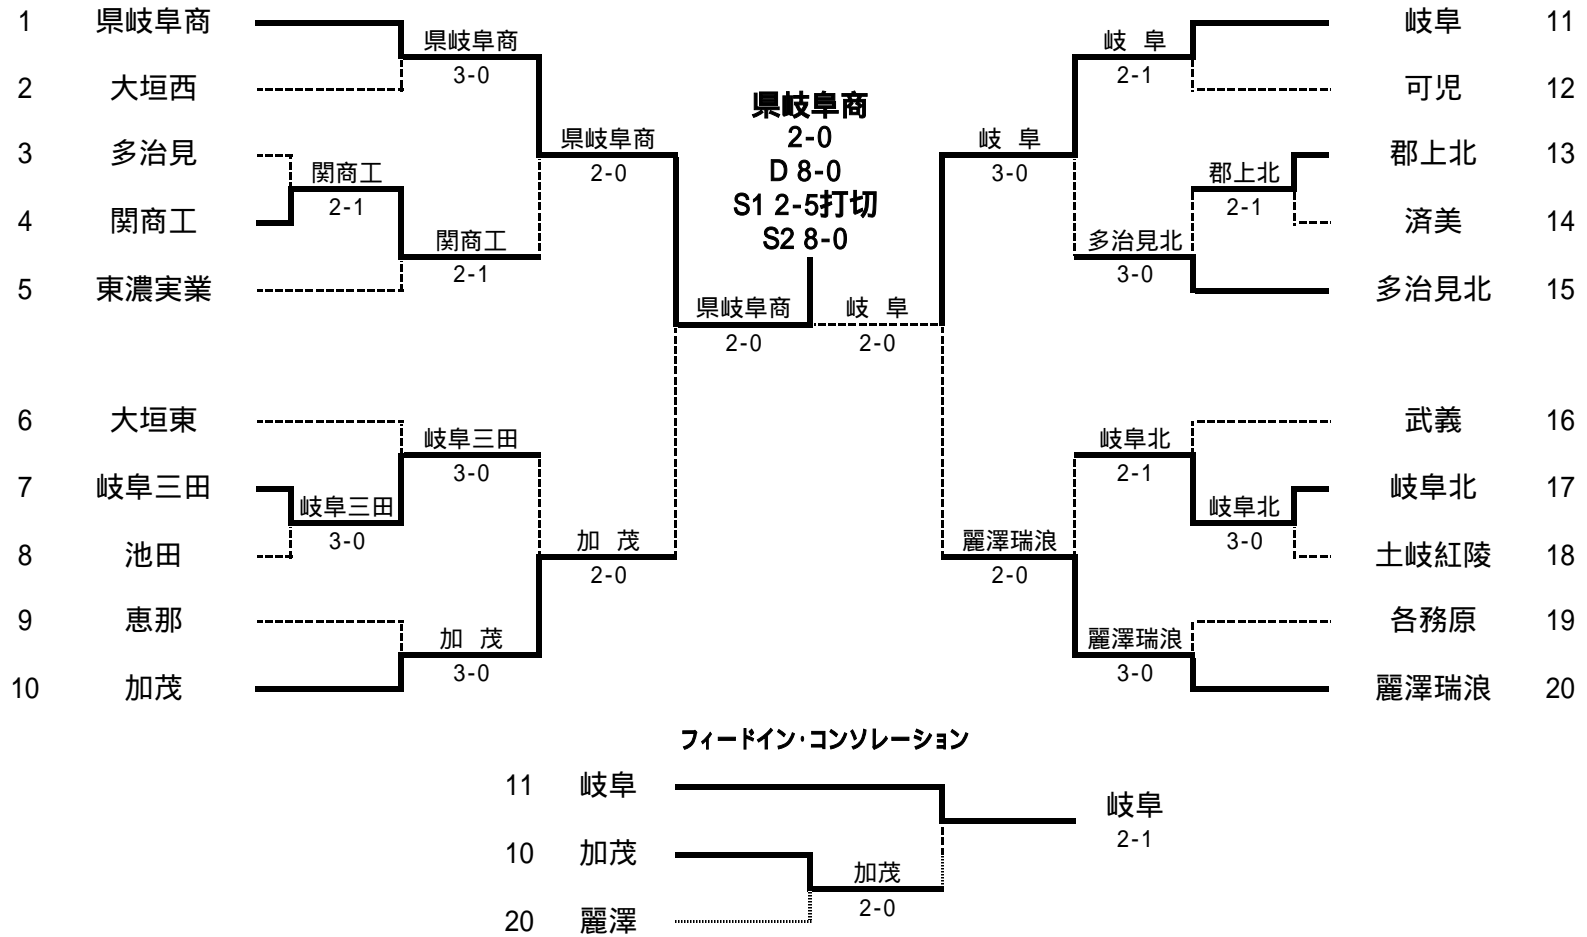 1 県岐阜商
2 大垣西
3 多治見
4 関商工
5 東濃実業
6 大垣東
7 岐阜三田
8 池田
9 恵那
10 加茂
県岐阜商
3-0
関商工
2-1
関商工
2-1
岐阜三田
3-0
岐阜三田
3-0
加 茂
3-0
県岐阜商
2-0
加 茂
2-0
県岐阜商
2-0
県岐阜商
2-0
D 8-0
S1 2-5打切
S2 8-0
岐 阜
2-0
岐 阜
3-0
麗澤瑞浪
2-0
岐 阜
2-1
多治見北
3-0
郡上北
2-1
岐阜北
2-1
岐阜北
3-0
麗澤瑞浪
3-0
岐阜 11
可児 12
郡上北 13
済美 14
多治見北 15
武義 16
岐阜北 17
土岐紅陵 18
各務原 19
麗澤瑞浪 20
フィードイン・コンソレーション
11 岐阜
10 加茂
20 麗澤
加茂
2-0
岐阜
2-1